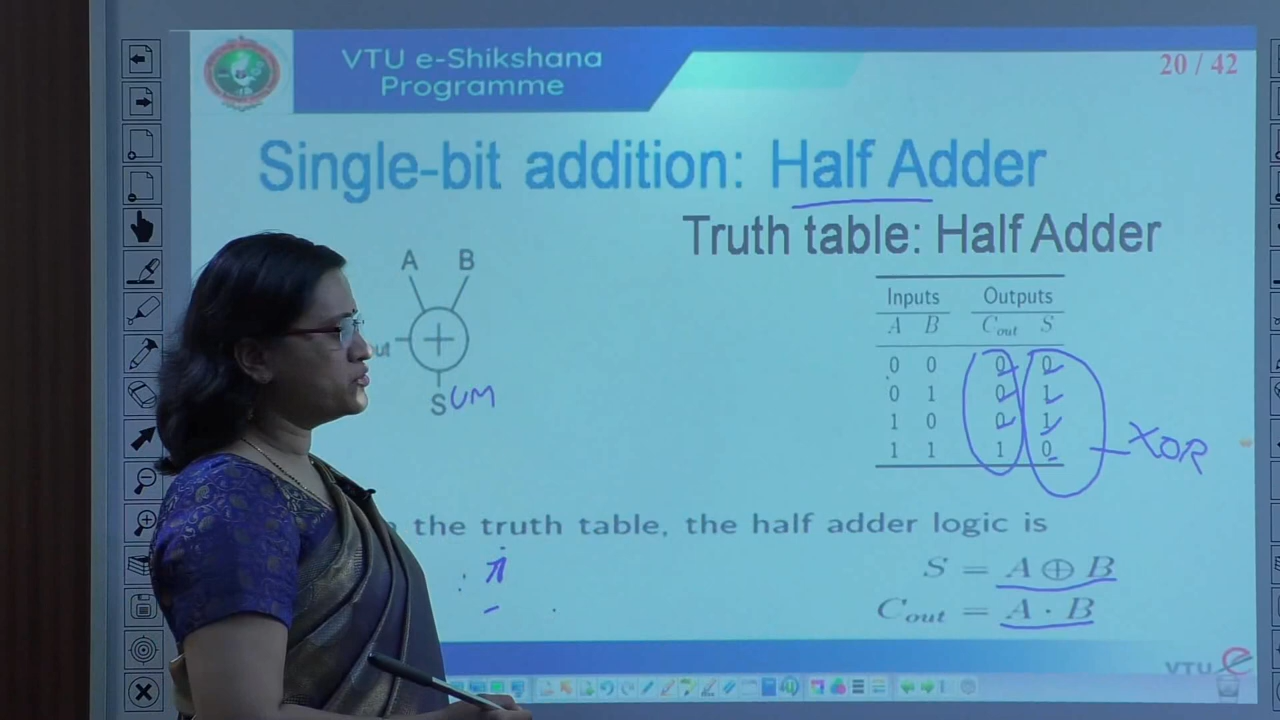 VTU e-Shikshana
Programme
20 / 42
Single-bit addition: Half Adder
Truth table: Half Adder
A B
out
SUM
Inputs Outputs
A B Cout S
0 0 0 0
0 1 0 1
1 0 0 1
1 1 1 0
XOR
the truth table, the half adder logic is
S = A ⊕ B
Cout = A · B
VTU e